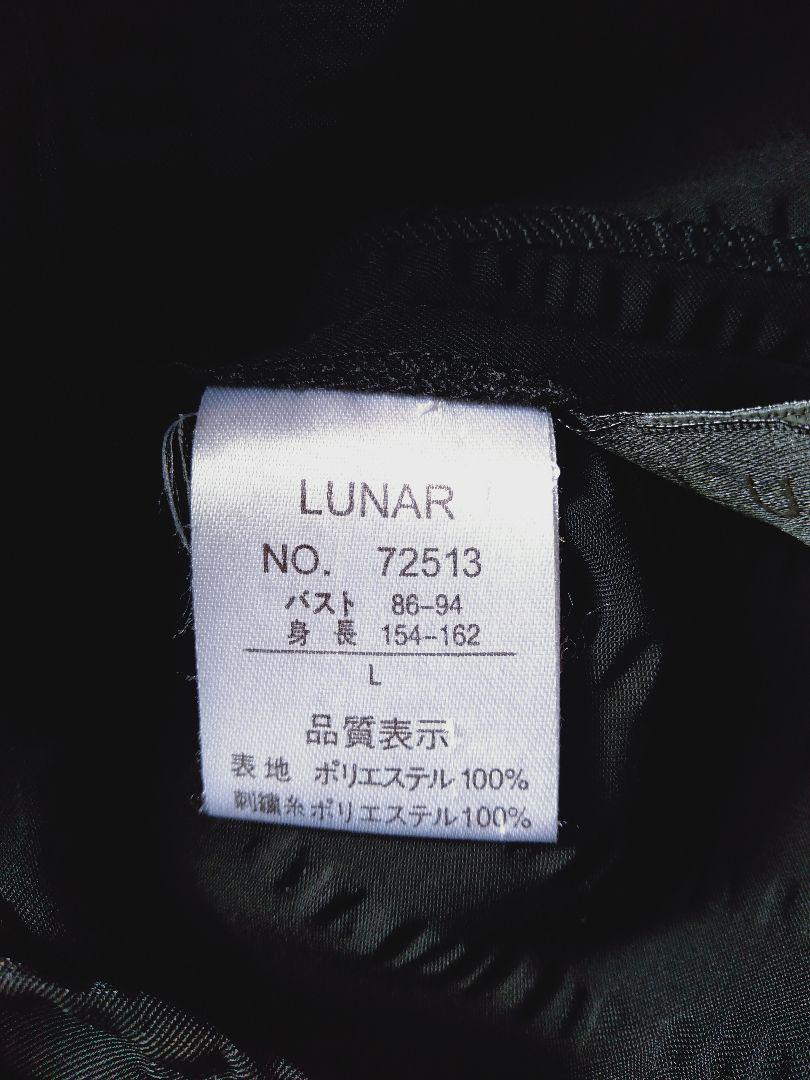 LUNAR
NO. 72513
バスト 86-94
身長 154-162
L
品質表示
表地 ポリエステル100%
刺繍糸ポリエステル100%